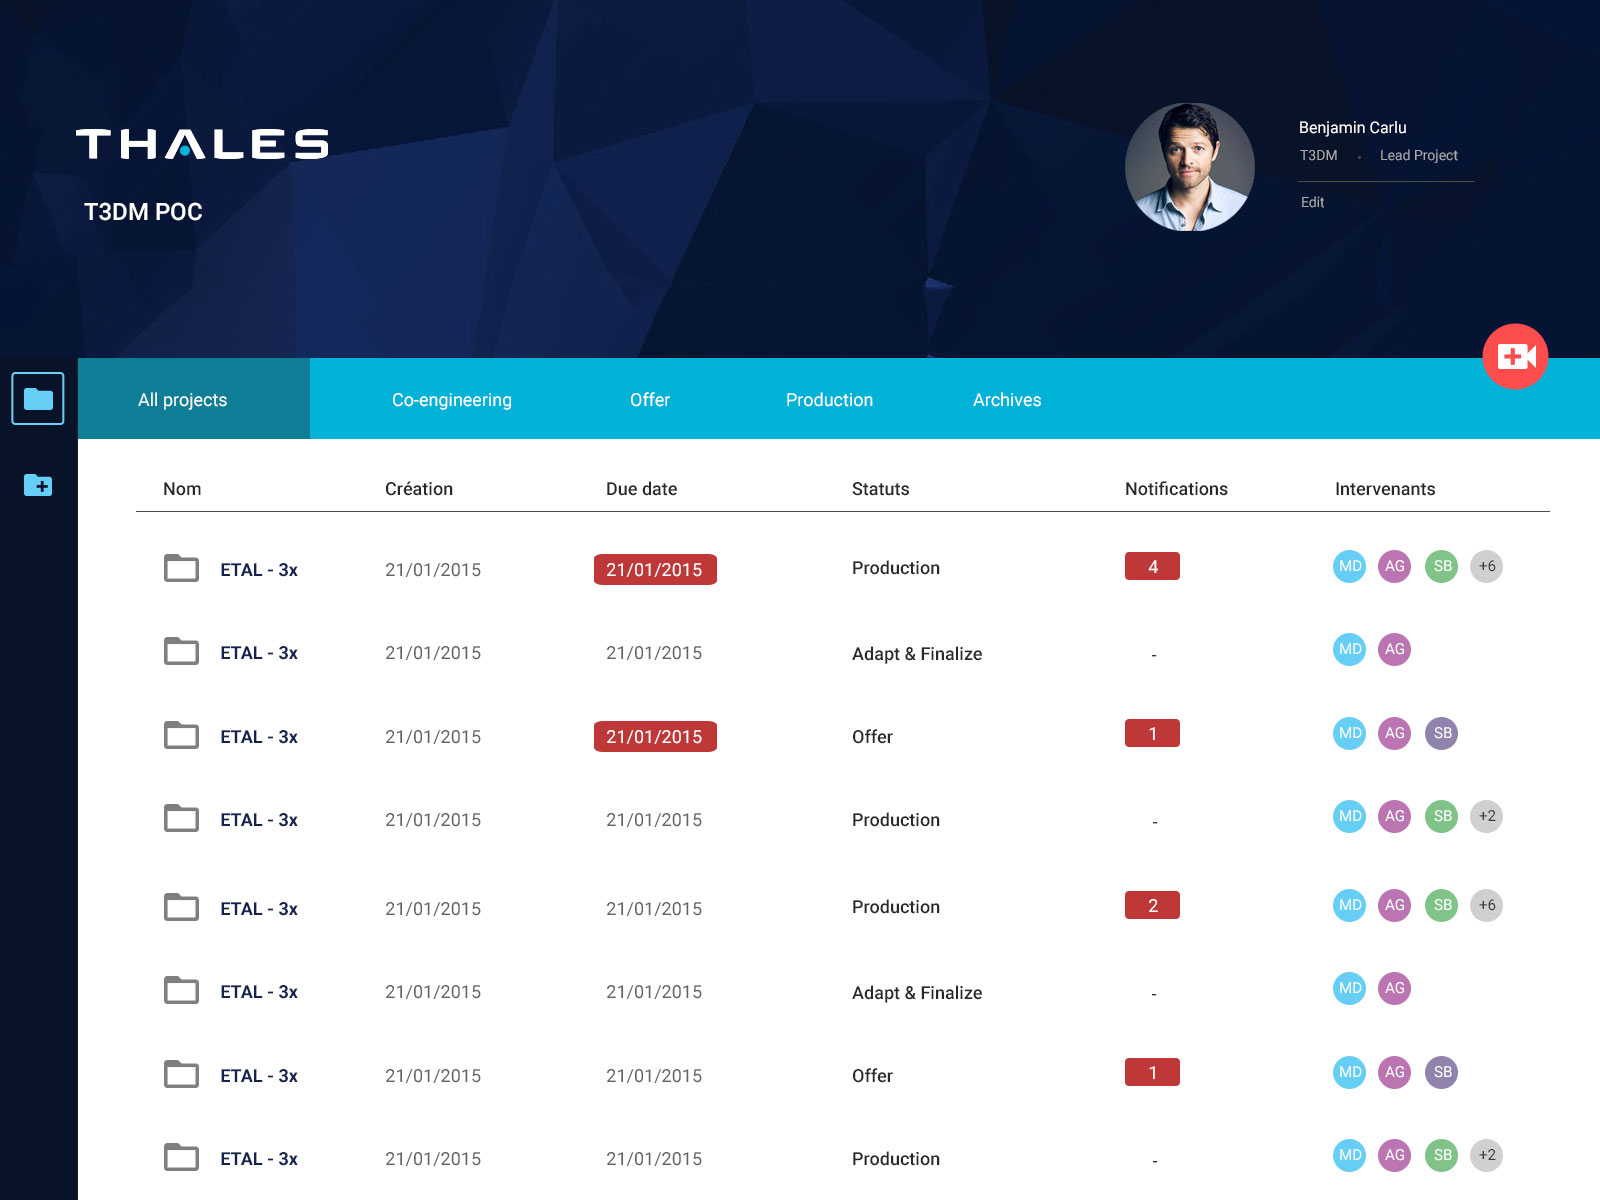 THALES
T3DM POC
Benjamin Carlu
T3DM . Lead Project
Edit
All projects Co-engineering Offer Production Archives
Nom Création Due date Statuts Notifications Intervenants
ETAL - 3x 21/01/2015 21/01/2015 Production 4 MD AG SB +6
ETAL - 3x 21/01/2015 21/01/2015 Adapt & Finalize - MD AG
ETAL - 3x 21/01/2015 21/01/2015 Offer 1 MD AG SB
ETAL - 3x 21/01/2015 21/01/2015 Production - MD AG SB +2
ETAL - 3x 21/01/2015 21/01/2015 Production 2 MD AG SB +6
ETAL - 3x 21/01/2015 21/01/2015 Adapt & Finalize - MD AG
ETAL - 3x 21/01/2015 21/01/2015 Offer 1 MD AG SB
ETAL - 3x 21/01/2015 21/01/2015 Production - MD AG SB +2